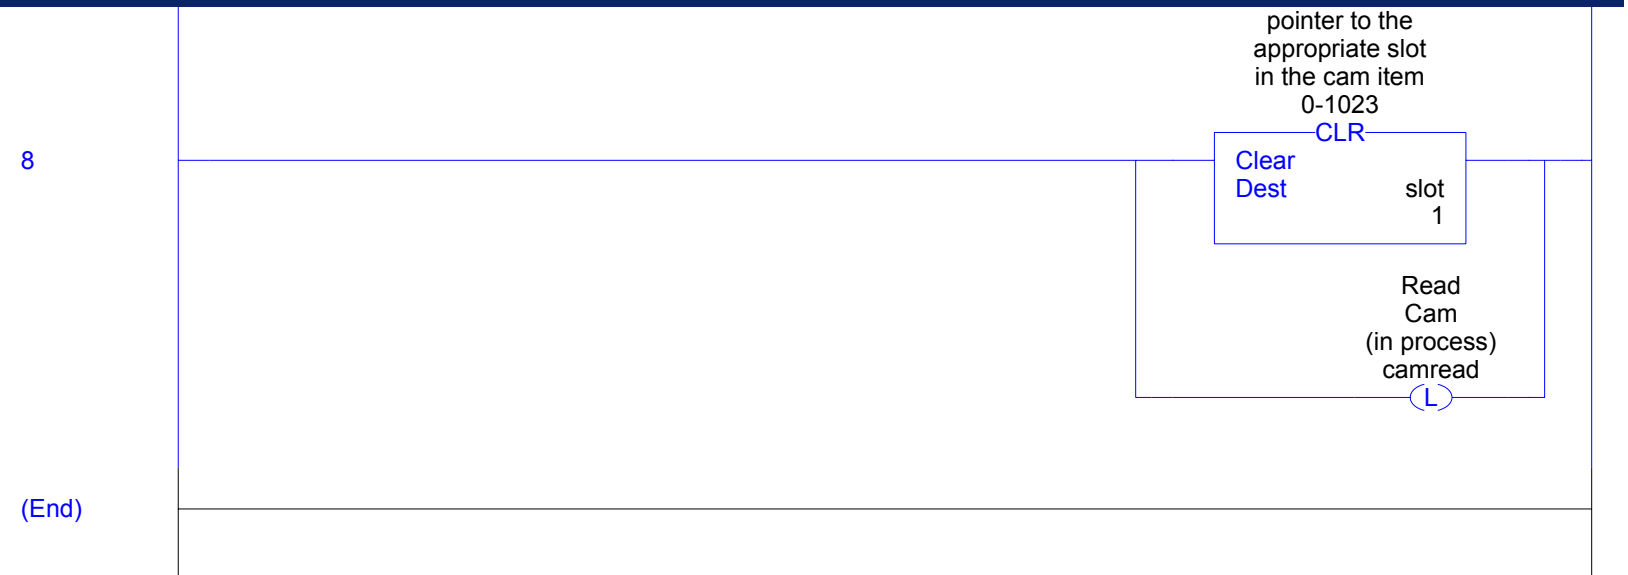 pointer to the
appropriate slot
in the cam item
0-1023
CLR
8
Clear
Dest slot
1
Read
Cam
(in process)
camread
L
(End)